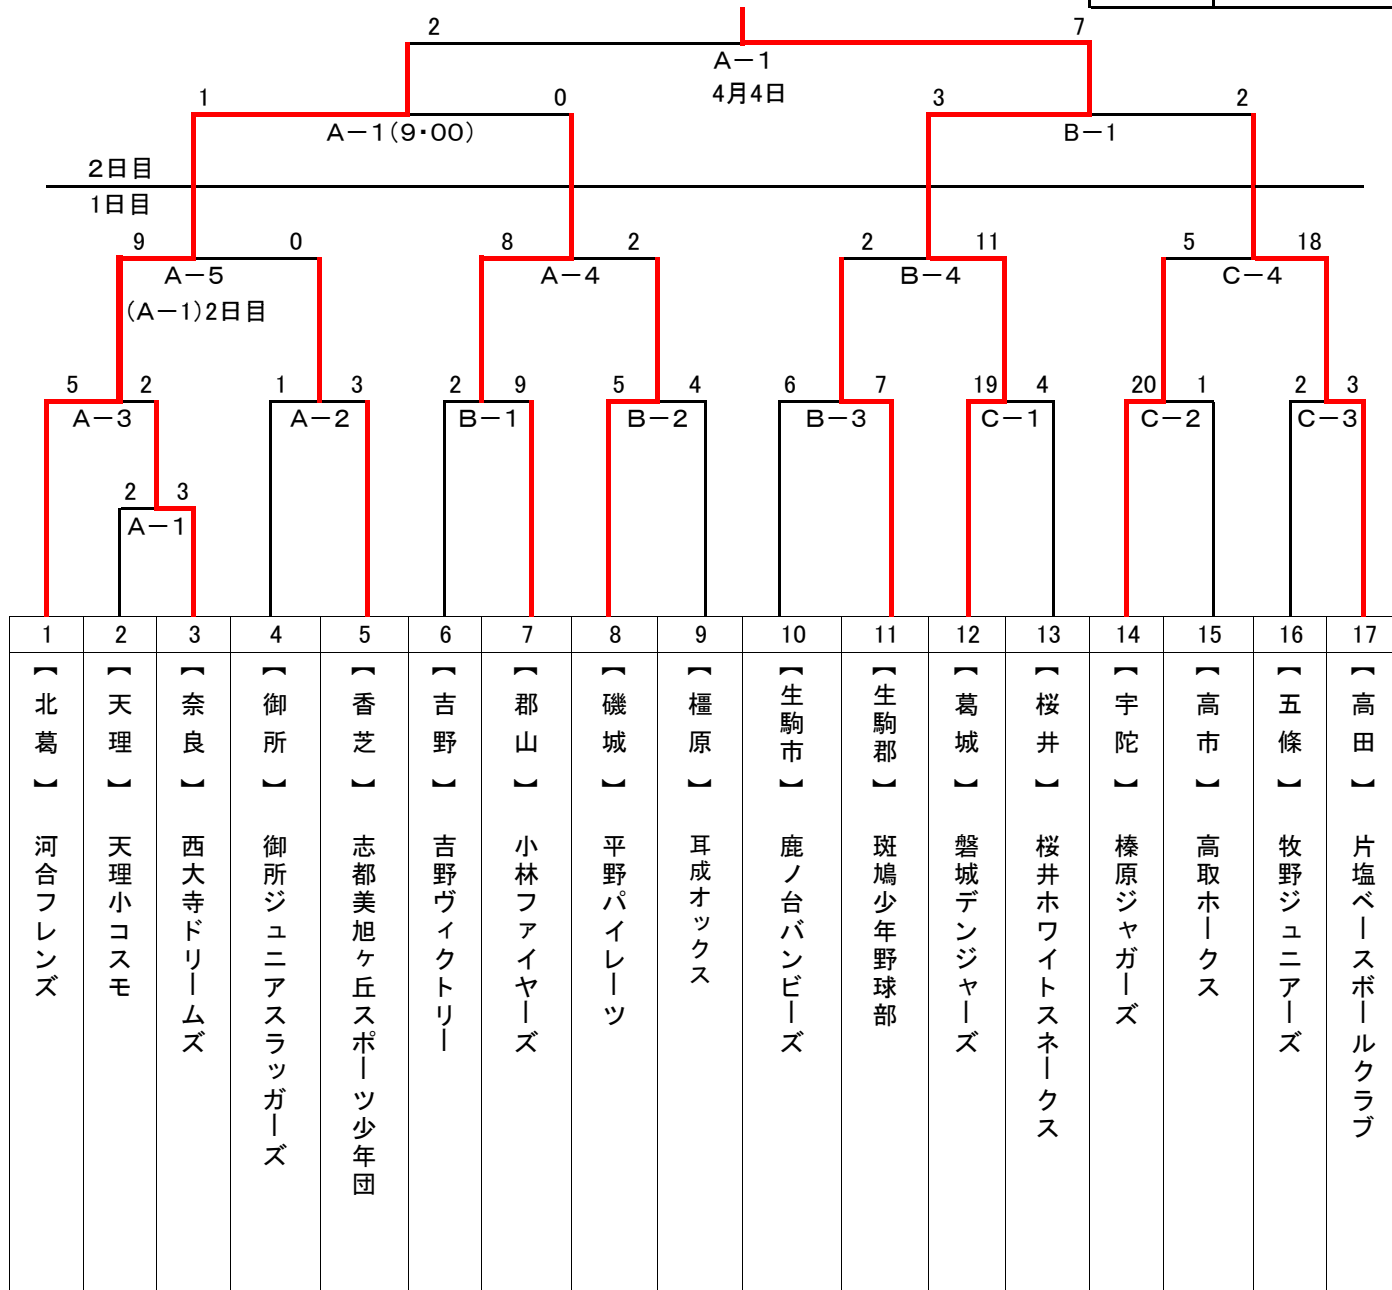 2 7
A－1
4月4日
1 0 3 2
A－1（9・00） B－1
2日目
1日目
9 0 8 2 2 11 5 18
A－5 A－4 B－4 C－4
（A－1）2日目
5 2 1 3 2 9 5 4 6 7 19 4 20 1 2 3
A－3 A－2 B－1 B－2 B－3 C－1 C－2 C－3
2 3
A－1
1 2 3 4 5 6 7 8 9 10 11 12 13 14 15 16 17
【北葛】 河合フレンズ
【天理】 天理小コスモ
【奈良】 西大寺ドリームズ
【御所】 御所ジュニアスラッガーズ
【香芝】 志都美旭ヶ丘スポーツ少年団
【吉野】 吉野ヴィクトリー
【郡山】 小林ファイヤーズ
【磯城】 平野パイレーツ
【橿原】 耳成オックス
【生駒市】 鹿ノ台バンビーズ
【生駒郡】 斑鳩少年野球部
【葛城】 磐城デンジャーズ
【桜井】 桜井ホワイトスネークス
【宇陀】 榛原ジャガーズ
【高市】 高取ホークス
【五條】 牧野ジュニアーズ
【高田】 片塩ベースボールクラブ